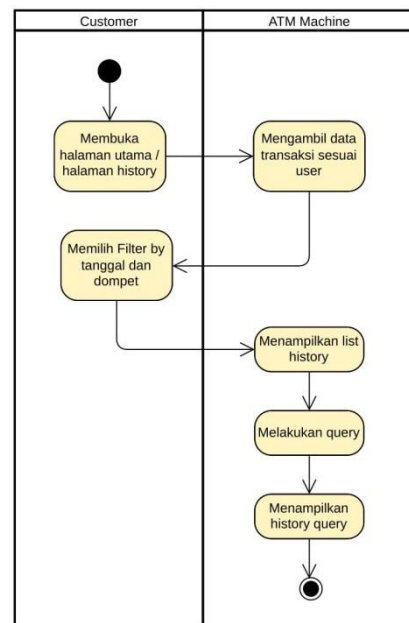 Customer
ATM Machine
Membuka
halaman utama /
halaman history
Mengambil data
transaksi sesuai
user
Memilih Filter by
tanggal dan
dompet
Menampilkan list
history
Melakukan query
Menampilkan
history query